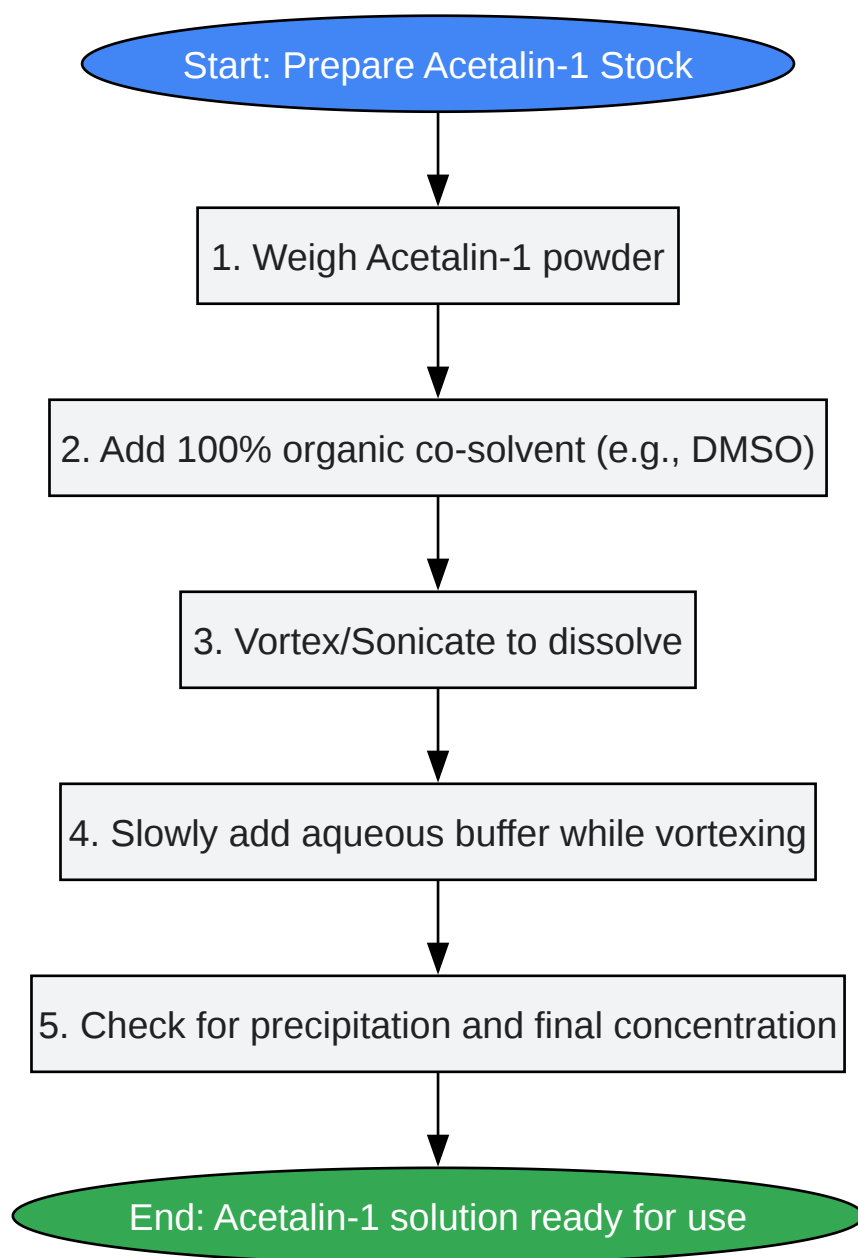 Start: Prepare Acetalin-1 Stock
1. Weigh Acetalin-1 powder
2. Add 100% organic co-solvent (e.g., DMSO)
3. Vortex/Sonicate to dissolve
4. Slowly add aqueous buffer while vortexing
5. Check for precipitation and final concentration
End: Acetalin-1 solution ready for use